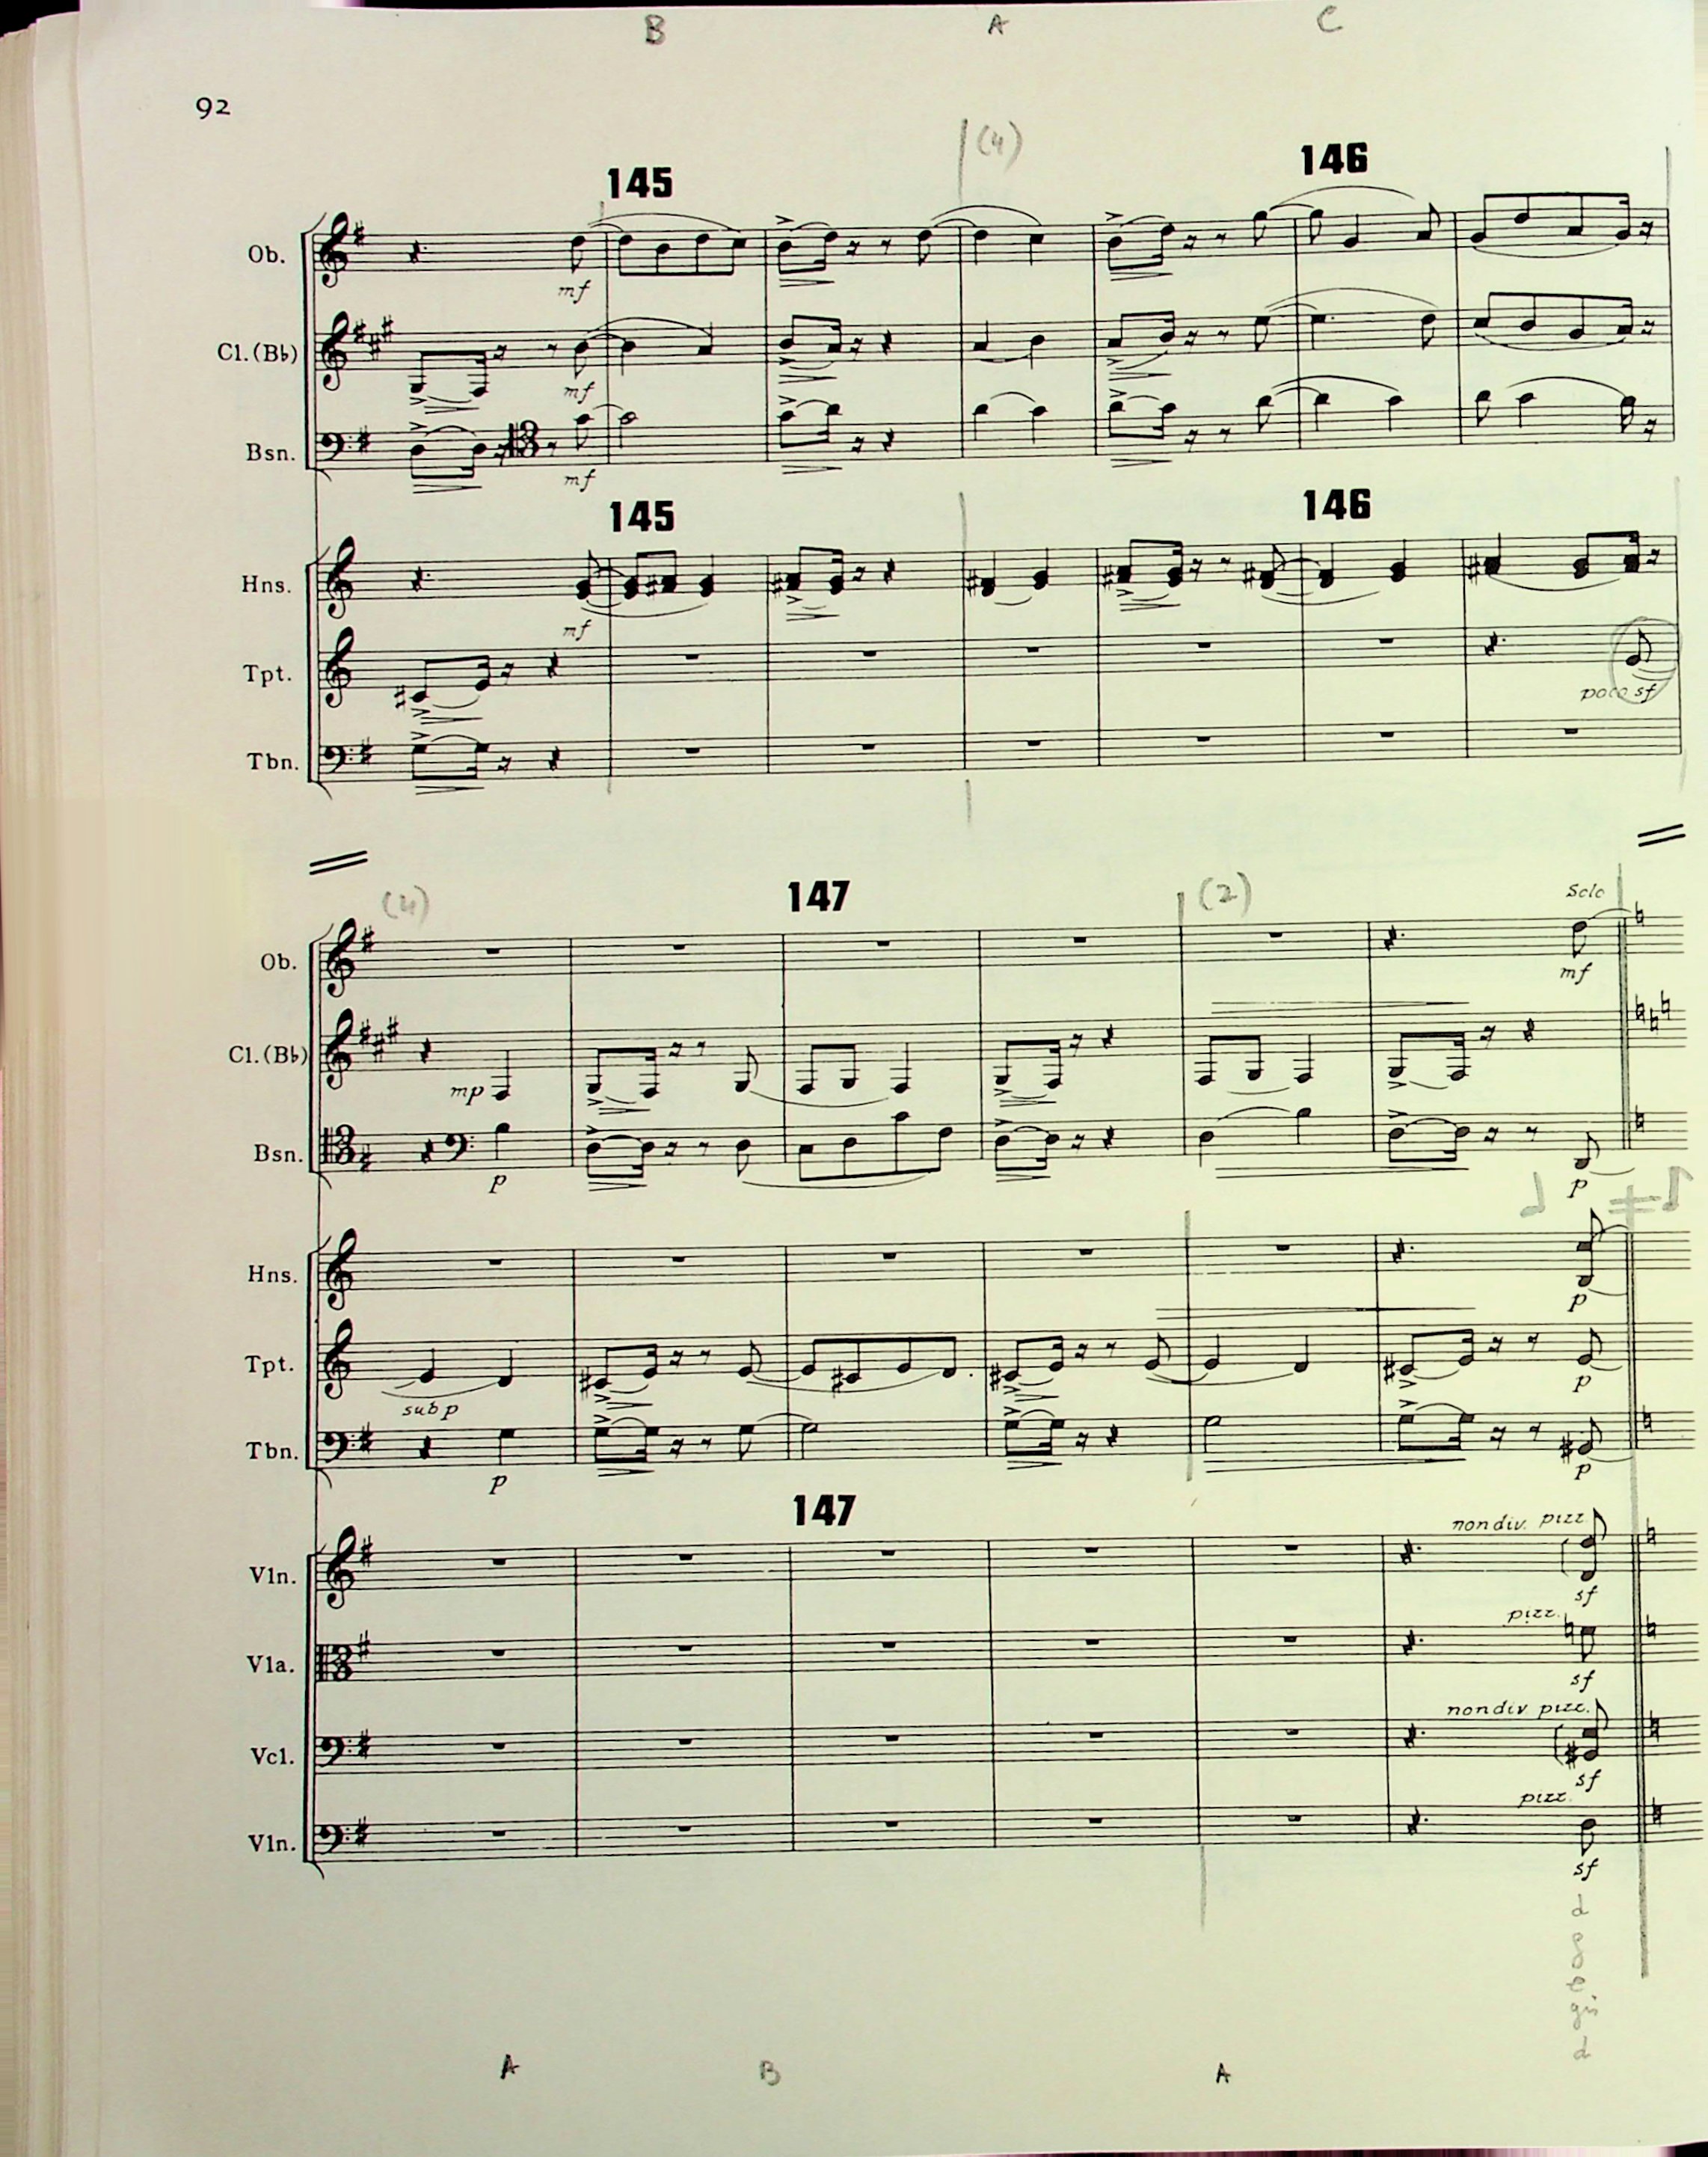 B A C
92
(4)
145 146
Ob.
mf
Cl.(B♭)
mf
Bsn.
mf
145 146
Hns.
mf
Tpt.
poco sf
Tbn.
(4) 147 (2) Solo
Ob.
mf
Cl.(B♭)
mp
Bsn.
p p
Hns.
p
Tpt.
sub p p
Tbn.
p p
147
non div. pizz
Vln.
sf
pizz.
Vla.
sf
non div pizz.
Vcl.
sf
pizz.
Vln.
sf
d
g
e
gis
d
A B A